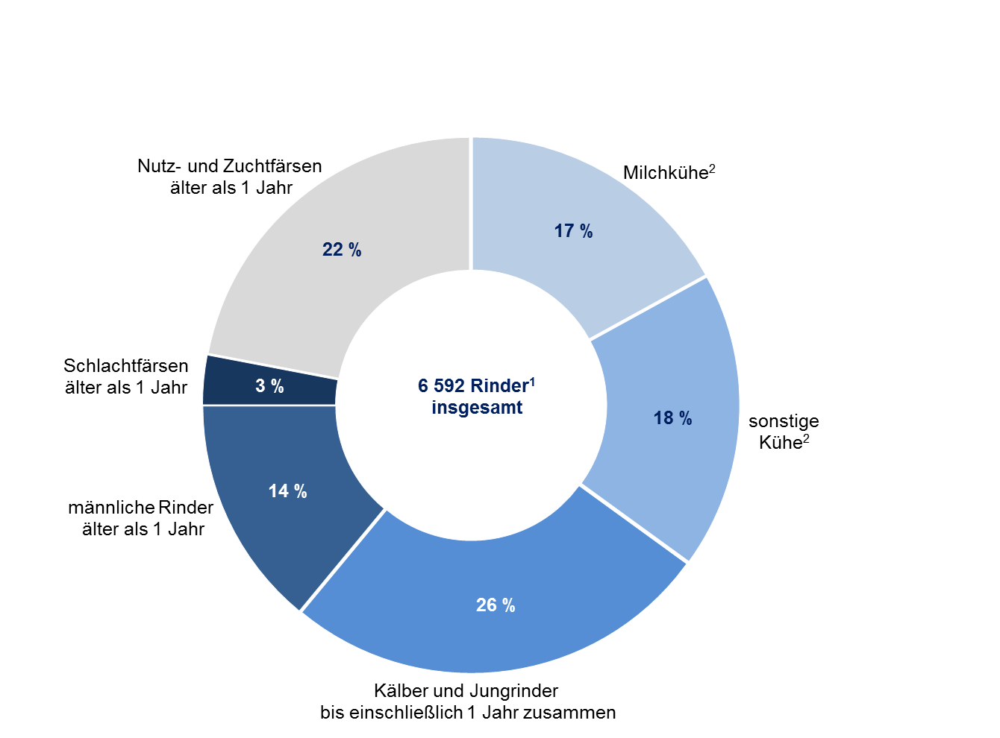 Nutz- und Zuchtfärsen
älter als 1 Jahr
Milchkühe²
22 %
17 %
Schlachtfärsen
älter als 1 Jahr
3 %
6 592 Rinder¹
insgesamt
18 %
sonstige
Kühe²
14 %
männliche Rinder
älter als 1 Jahr
26 %
Kälber und Jungrinder
bis einschließlich 1 Jahr zusammen